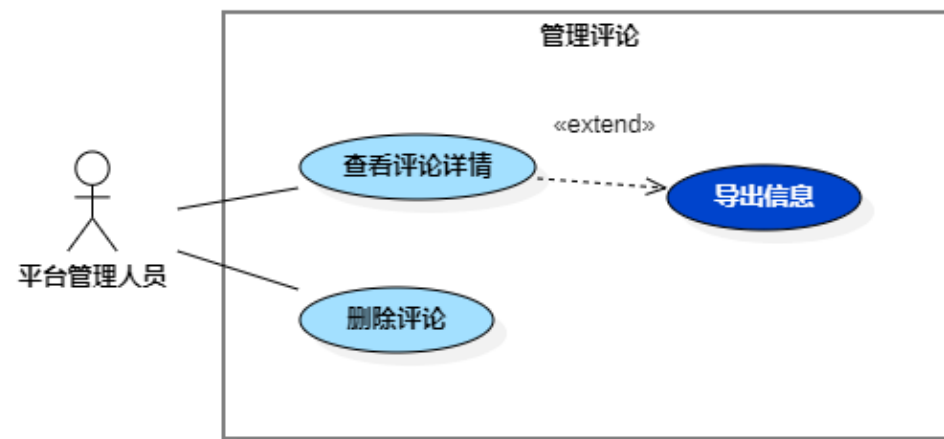 管理评论
«extend»
查看评论详情
导出信息
平台管理人员
删除评论